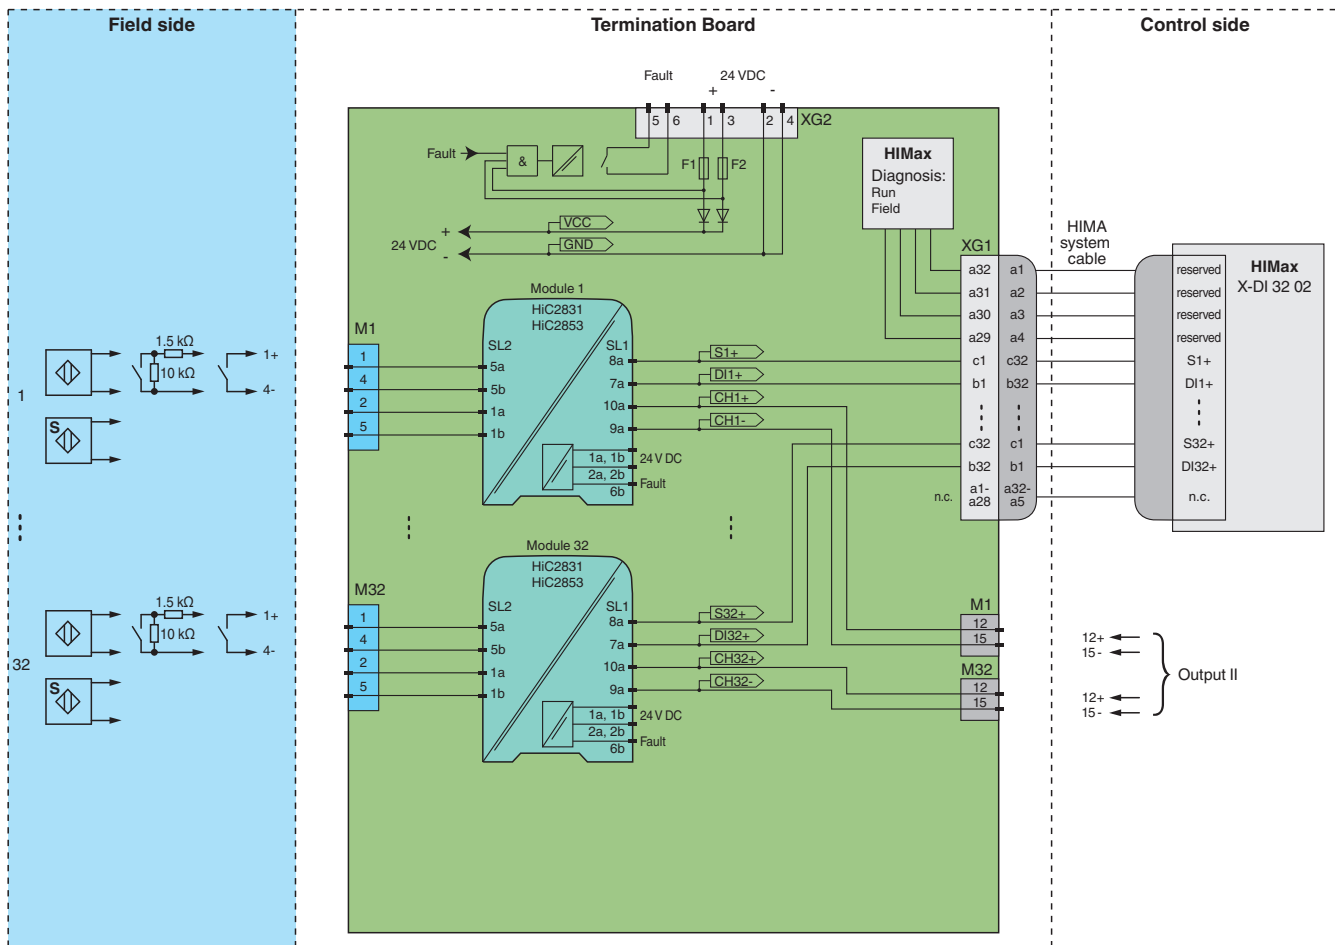 Field side
Termination Board
Control side
Fault
24 VDC
+
-
5 6 1 3 2 4 XG2
Fault
&
F1
F2
HIMax
Diagnosis:
Run
Field
VCC
GND
+
24 VDC
-
XG1
HIMA
system
cable
HIMax
X-DI 32 02
a32 a1 reserved
a31 a2 reserved
a30 a3 reserved
a29 a4 reserved
c1 c32 S1+
b1 b32 DI1+
c32 c1 S32+
b32 b1 DI32+
n.c. a1- a32- n.c.
a28 a5
Module 1
HiC2831
HiC2853
M1
SL2
SL1
1 5a 8a S1+
4 5b 7a DI1+
2 1a 10a CH1+
5 1b 9a CH1-
1a, 1b 24 V DC
2a, 2b
Fault
6b
1
1.5 kΩ
10 kΩ
1+
4-
S
Module 32
HiC2831
HiC2853
M32
SL2
SL1
1 5a 8a S32+
4 5b 7a DI32+
2 1a 10a CH32+
5 1b 9a CH32-
1a, 1b 24 V DC
2a, 2b
Fault
6b
32
1.5 kΩ
10 kΩ
1+
4-
S
M1
12
15
M32
12
15
12+
15-
12+
15-
Output II